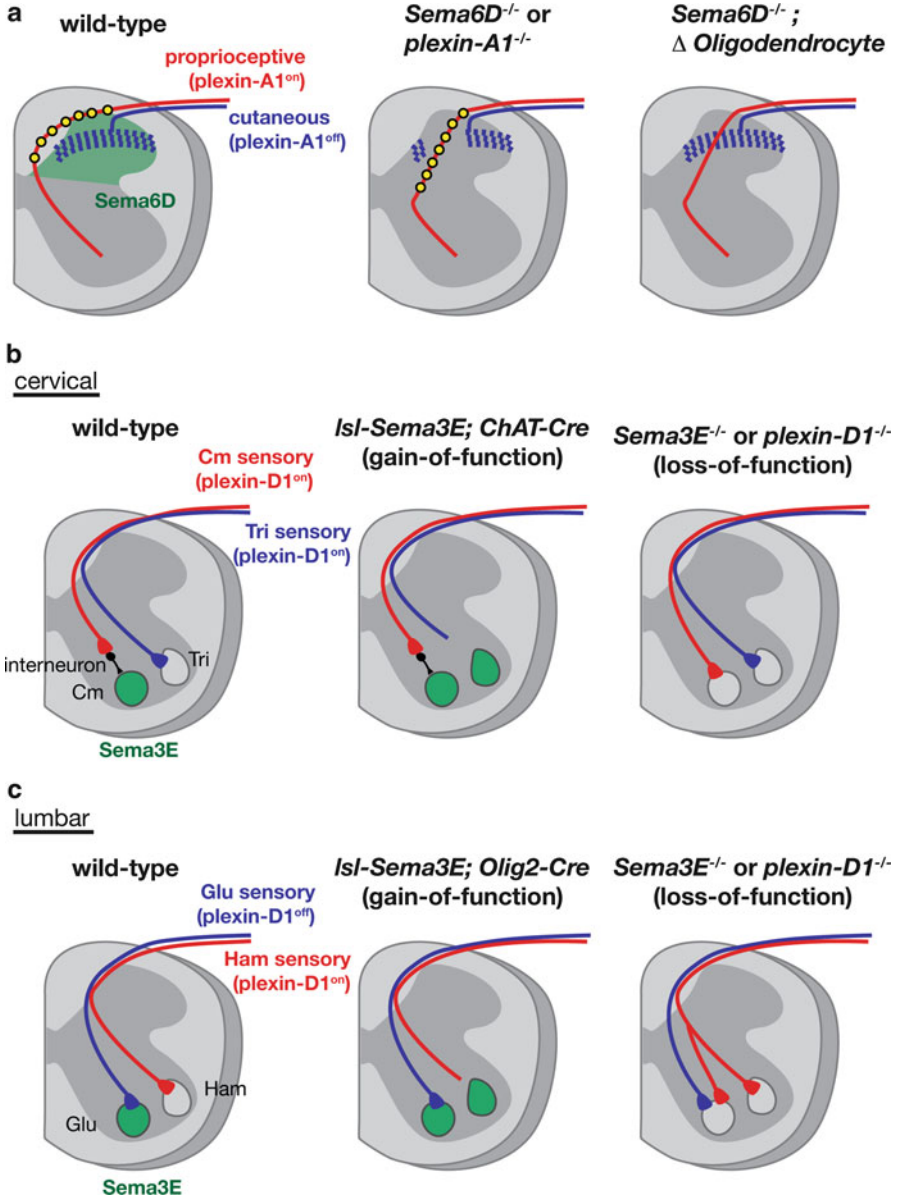 a
wild-type
Sema6D-/- or
plexin-A1-/-
Sema6D-/- ;
Δ Oligodendrocyte
proprioceptive
(plexin-A1on)
cutaneous
(plexin-A1off)
Sema6D
b
cervical
wild-type
Isl-Sema3E; ChAT-Cre
(gain-of-function)
Sema3E-/- or plexin-D1-/-
(loss-of-function)
Cm sensory
(plexin-D1on)
Tri sensory
(plexin-D1on)
interneuron
Tri
Cm
Sema3E
c
lumbar
wild-type
Isl-Sema3E; Olig2-Cre
(gain-of-function)
Sema3E-/- or plexin-D1-/-
(loss-of-function)
Glu sensory
(plexin-D1off)
Ham sensory
(plexin-D1on)
Ham
Glu
Sema3E